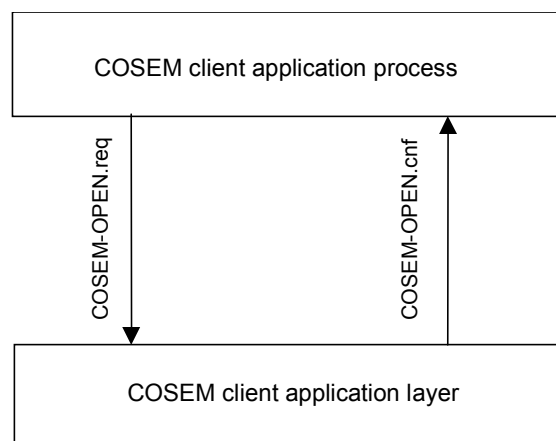 COSEM client application process
COSEM-OPEN.req
COSEM-OPEN.cnf
COSEM client application layer